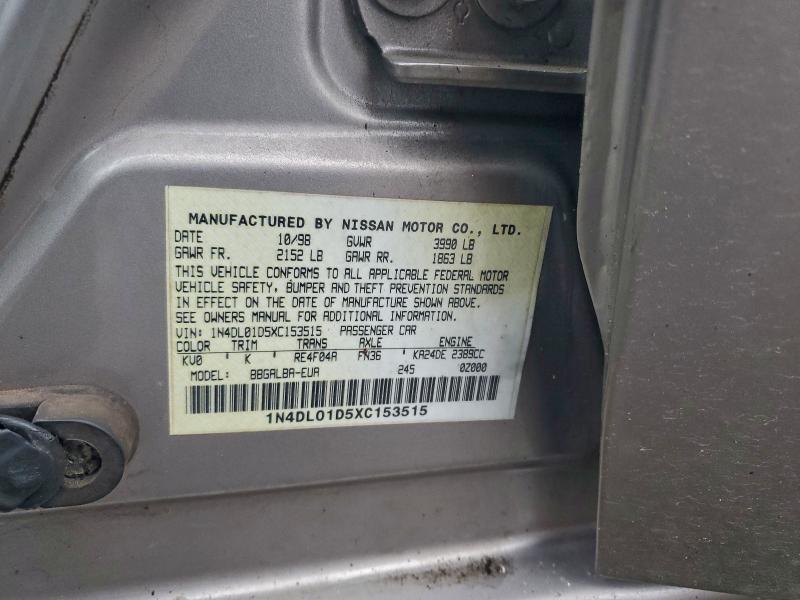 MANUFACTURED BY NISSAN MOTOR CO., LTD.
DATE 10/98 GVWR 3990 LB
GAWR FR. 2152 LB GAWR RR. 1863 LB
THIS VEHICLE CONFORMS TO ALL APPLICABLE FEDERAL MOTOR
VEHICLE SAFETY, BUMPER AND THEFT PREVENTION STANDARDS
IN EFFECT ON THE DATE OF MANUFACTURE SHOWN ABOVE.
SEE OWNERS MANUAL FOR ADDITIONAL INFORMATION.
VIN: 1N4DL01D5XC153515 PASSENGER CAR
COLOR TRIM TRANS AXLE ENGINE
KV0 K RE4F04A FN36 KA24DE 2389CC
MODEL: BBGALBA-EUA 245 0Z000
1N4DL01D5XC153515